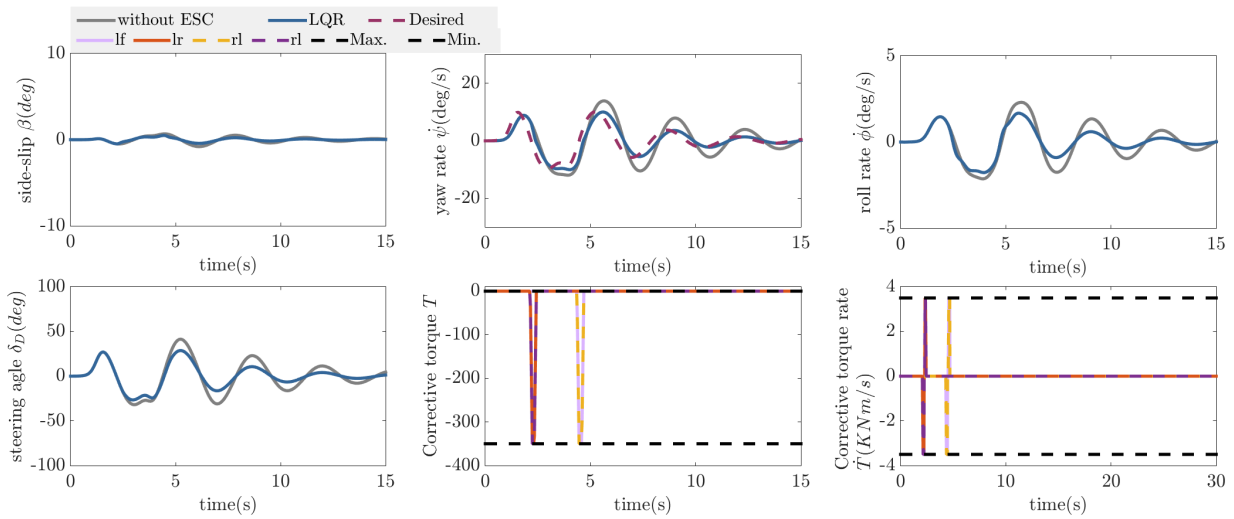 without ESC LQR Desired
lf lr rl rl Max. Min.
10
0
-10
side-slip β(deg)
0 5 10 15
time(s)
20
0
-20
yaw rate φ̇(deg/s)
0 5 10 15
time(s)
5
0
-5
roll rate φ̇(deg/s)
0 5 10 15
time(s)
100
50
0
-50
-100
steering agle δ_D(deg)
0 5 10 15
time(s)
0
-100
-200
-300
-400
Corrective torque T
0 5 10 15
time(s)
4
2
0
-2
-4
Corrective torque rate
Ṫ(KNm/s)
0 5 10 15 20 25 30
time(s)